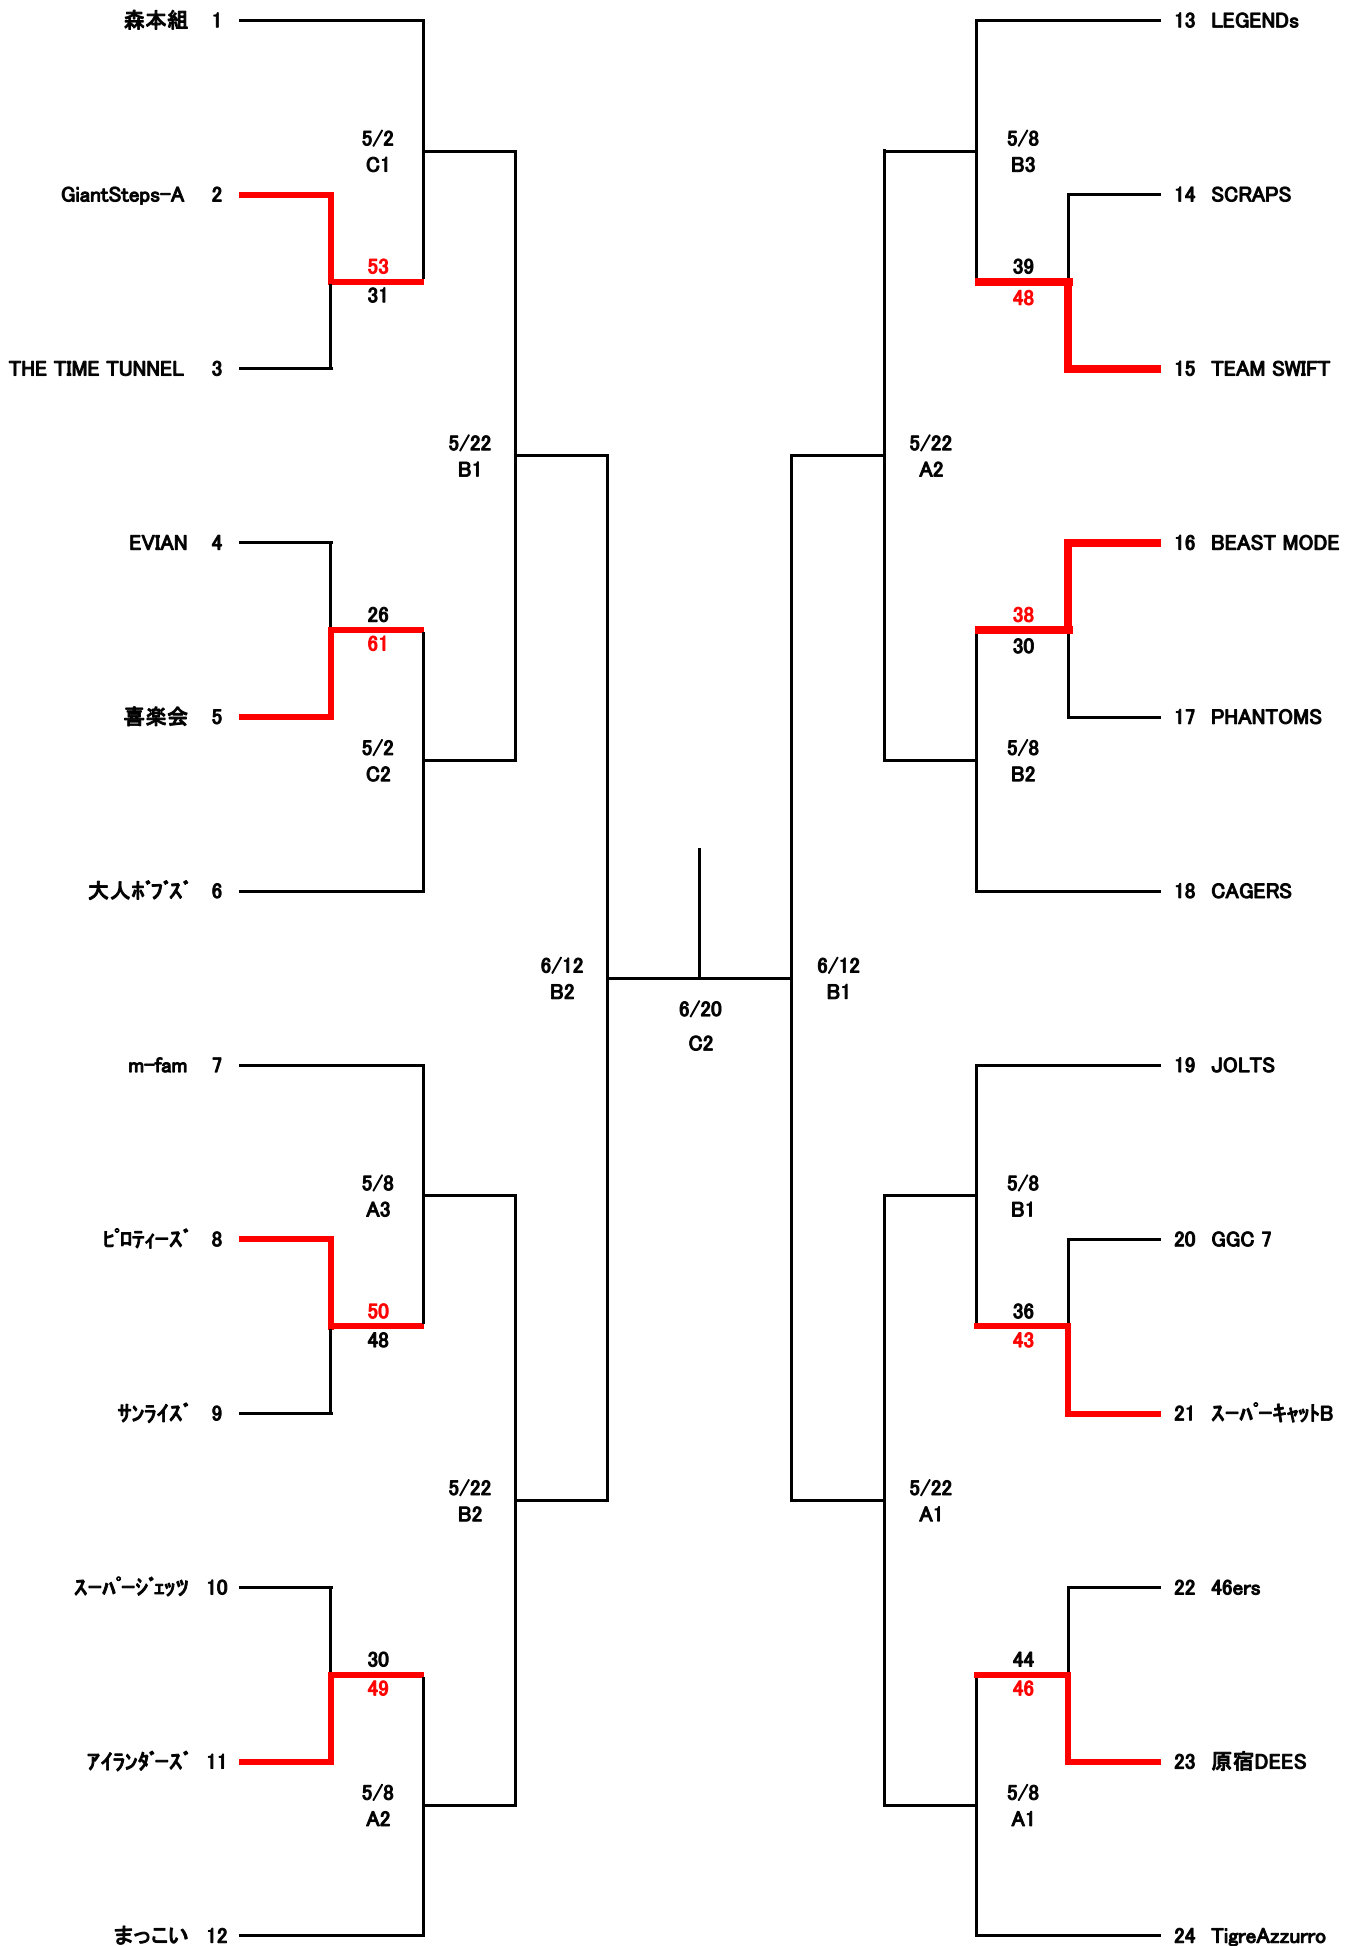 森本組 1
5/2
C1
GiantSteps-A 2
53
31
THE TIME TUNNEL 3
5/22
B1
EVIAN 4
26
61
喜楽会 5
5/2
C2
大人ﾎﾞﾌﾞｽﾞ 6
6/12
B2
m-fam 7
5/8
A3
ﾋﾟﾛﾃｨｰｽﾞ 8
50
48
ｻﾝﾗｲｽﾞ 9
5/22
B2
ｽｰﾊﾟｰｼﾞｪｯﾂ 10
30
49
ｱｲﾗﾝﾀﾞｰｽﾞ 11
5/8
A2
まっこい 12
6/20
C2
13 LEGENDs
5/8
B3
14 SCRAPS
39
48
15 TEAM SWIFT
5/22
A2
16 BEAST MODE
38
30
17 PHANTOMS
5/8
B2
18 CAGERS
6/12
B1
19 JOLTS
5/8
B1
20 GGC 7
36
43
21 ｽｰﾊﾟｰｷｬｯﾄB
5/22
A1
22 46ers
44
46
23 原宿DEES
5/8
A1
24 TigreAzzurro